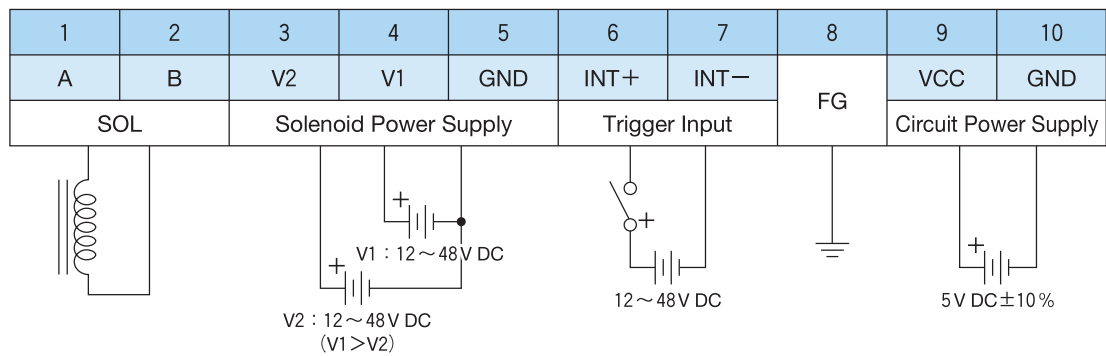 1 2 3 4 5 6 7 8 9 10
A B V2 V1 GND INT+ INT− FG VCC GND
SOL Solenoid Power Supply Trigger Input Circuit Power Supply
+
V1：12～48V DC
+
V2：12～48V DC
(V1＞V2)
+
12～48V DC
+
5V DC±10%